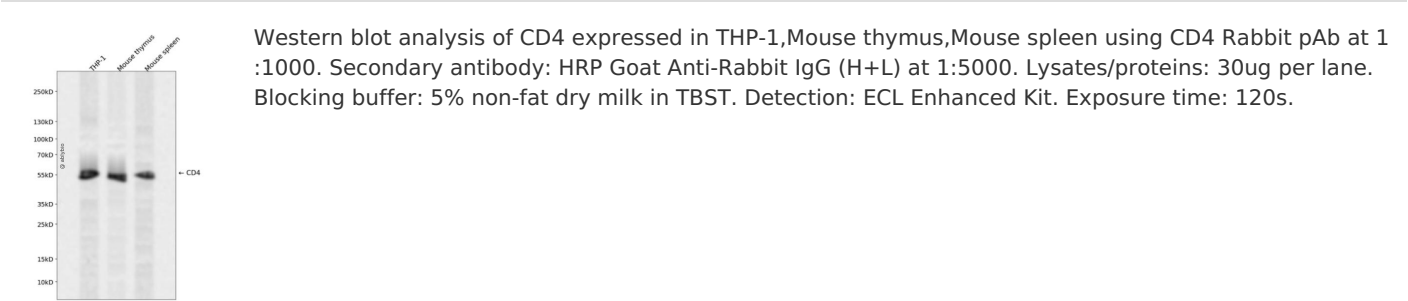 Western blot analysis of CD4 expressed in THP-1,Mouse thymus,Mouse spleen using CD4 Rabbit pAb at 1
:1000. Secondary antibody: HRP Goat Anti-Rabbit IgG (H+L) at 1:5000. Lysates/proteins: 30ug per lane.
Blocking buffer: 5% non-fat dry milk in TBST. Detection: ECL Enhanced Kit. Exposure time: 120s.
THP-1
Mouse thymus
Mouse spleen
250kD
130kD
100kD
70kD
55kD
35kD
25kD
15kD
10kD
← CD4
@ ablybio